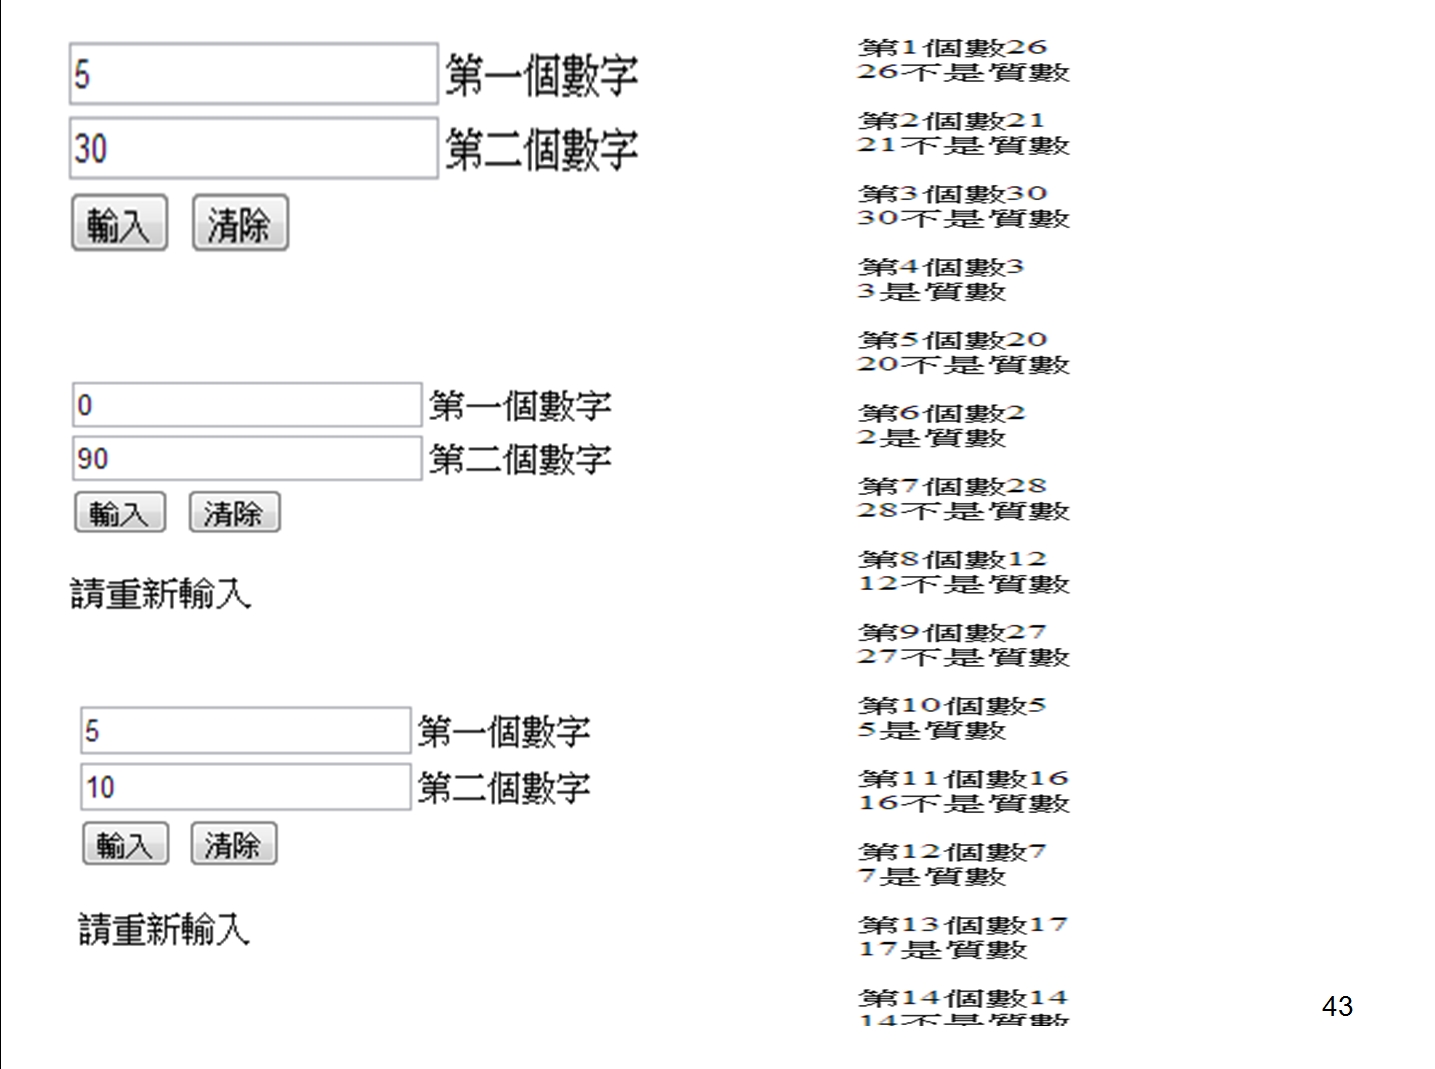 5 第一個數字
30 第二個數字
輸入 清除
0 第一個數字
90 第二個數字
輸入 清除
請重新輸入
5 第一個數字
10 第二個數字
輸入 清除
請重新輸入
第1個數26
26不是質數
第2個數21
21不是質數
第3個數30
30不是質數
第4個數3
3是質數
第5個數20
20不是質數
第6個數2
2是質數
第7個數28
28不是質數
第8個數12
12不是質數
第9個數27
27不是質數
第10個數5
5是質數
第11個數16
16不是質數
第12個數7
7是質數
第13個數17
17是質數
第14個數14
14不是質數
43